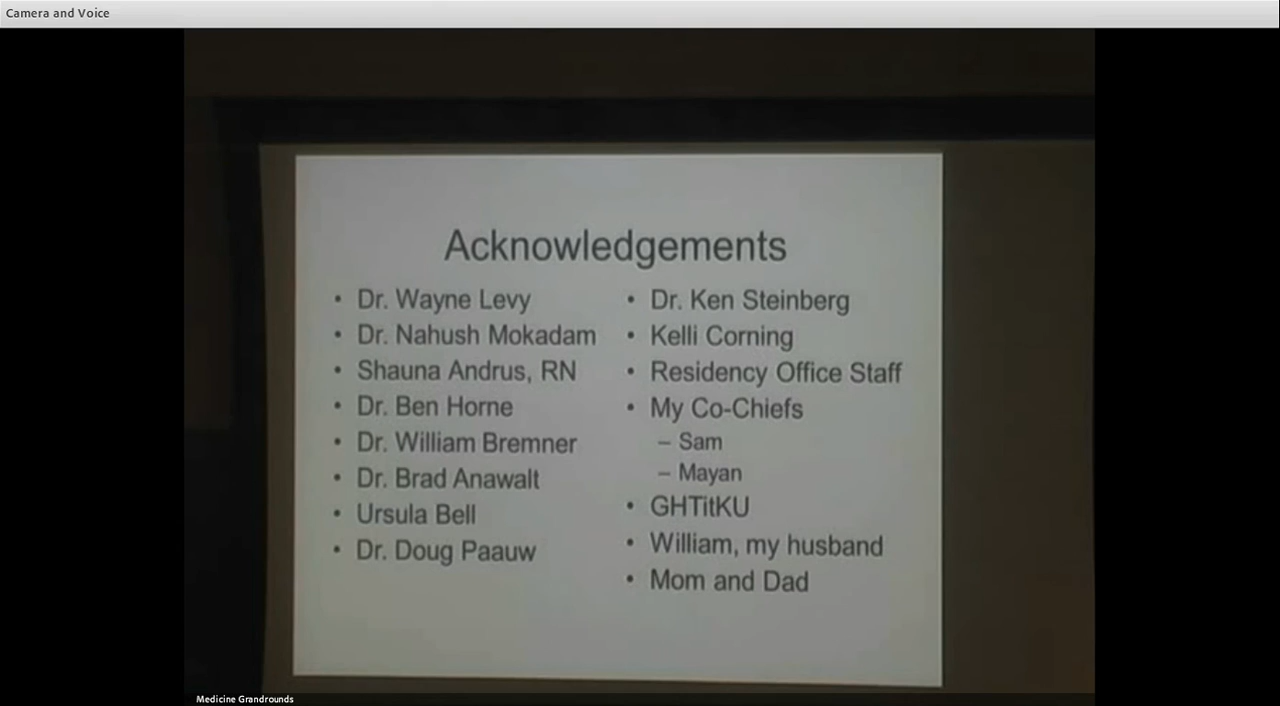 Camera and Voice
Acknowledgements
• Dr. Wayne Levy
• Dr. Nahush Mokadam
• Shauna Andrus, RN
• Dr. Ben Horne
• Dr. William Bremner
• Dr. Brad Anawalt
• Ursula Bell
• Dr. Doug Paauw
• Dr. Ken Steinberg
• Kelli Corning
• Residency Office Staff
• My Co-Chiefs
– Sam
– Mayan
• GHTitKU
• William, my husband
• Mom and Dad
Medicine Grandrounds